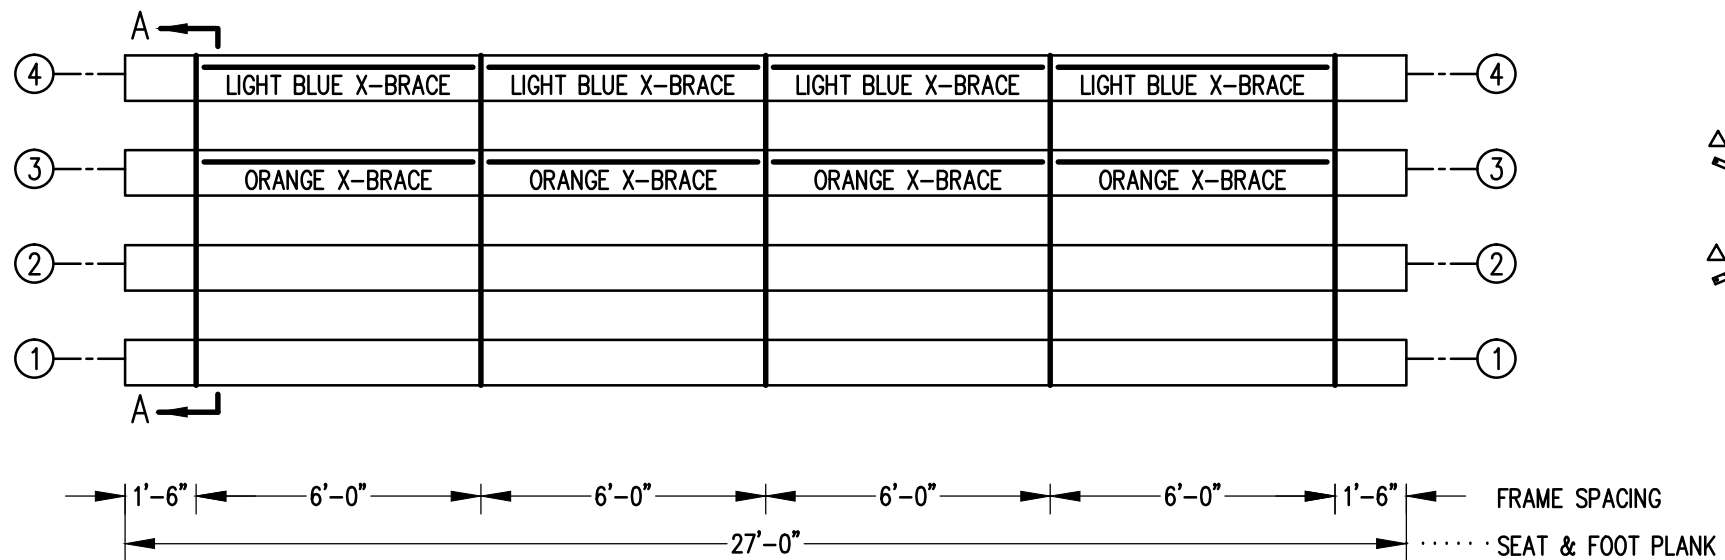 A
4 LIGHT BLUE X-BRACE LIGHT BLUE X-BRACE LIGHT BLUE X-BRACE LIGHT BLUE X-BRACE 4
3 ORANGE X-BRACE ORANGE X-BRACE ORANGE X-BRACE ORANGE X-BRACE 3
2 2
1 1
A
1'-6" 6'-0" 6'-0" 6'-0" 6'-0" 1'-6" FRAME SPACING
27'-0" ...... SEAT & FOOT PLANK